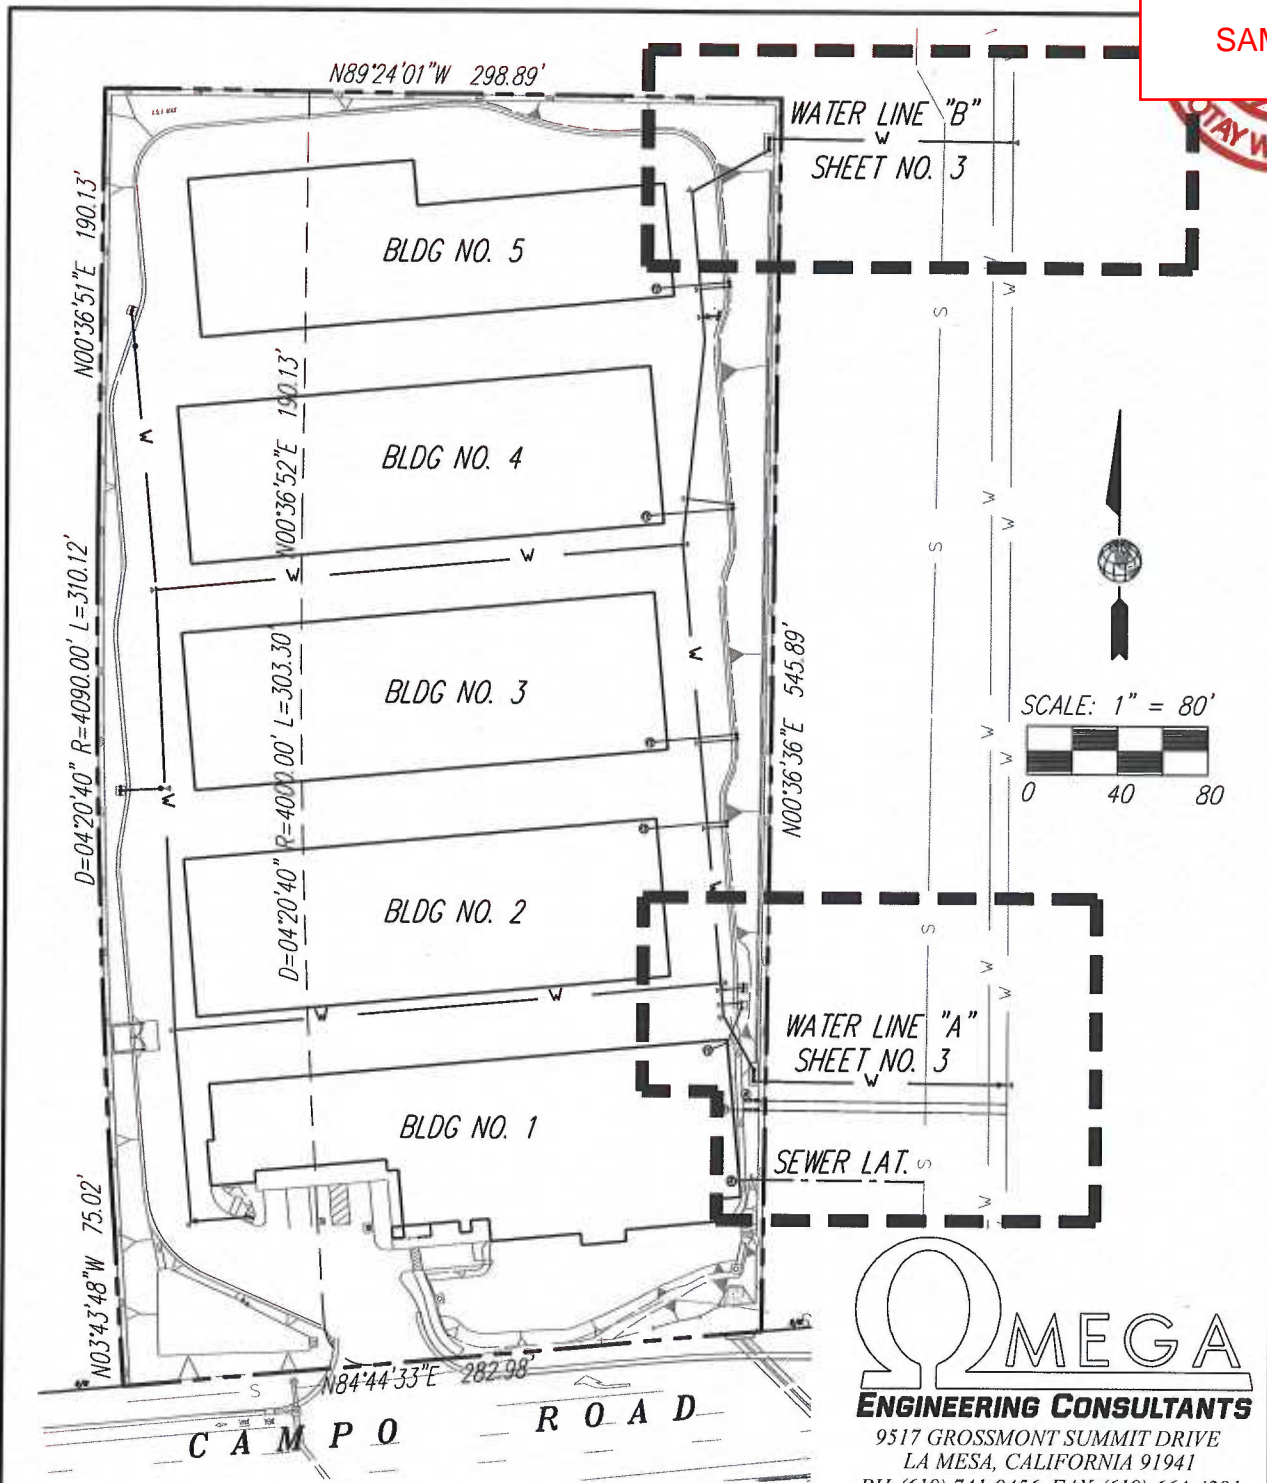 SAM
OTAY W
N89°24'01"W 298.89'
WATER LINE "B"
W
SHEET NO. 3
N00°36'51"E 190.13'
BLDG NO. 5
W
W
S
N00°36'52"E 190.13'
W
BLDG NO. 4
W
W
S
W
W
D=04°20'40" R=4090.00' L=310.12'
D=04°20'40" R=4000.00' L=303.30'
BLDG NO. 3
W
N00°36'36"E 545.89'
SCALE: 1" = 80'
0 40 80
W
W
W
BLDG NO. 2
W
S
W
W
W
W
WATER LINE "A"
SHEET NO. 3
W
BLDG NO. 1
SEWER LAT.
S
W
N03°43'48"W 75.02'
S
N84°44'33"E 282.98'
S
CAMPO ROAD
OMEGA
ENGINEERING CONSULTANTS
9517 GROSSMONT SUMMIT DRIVE
LA MESA, CALIFORNIA 91941